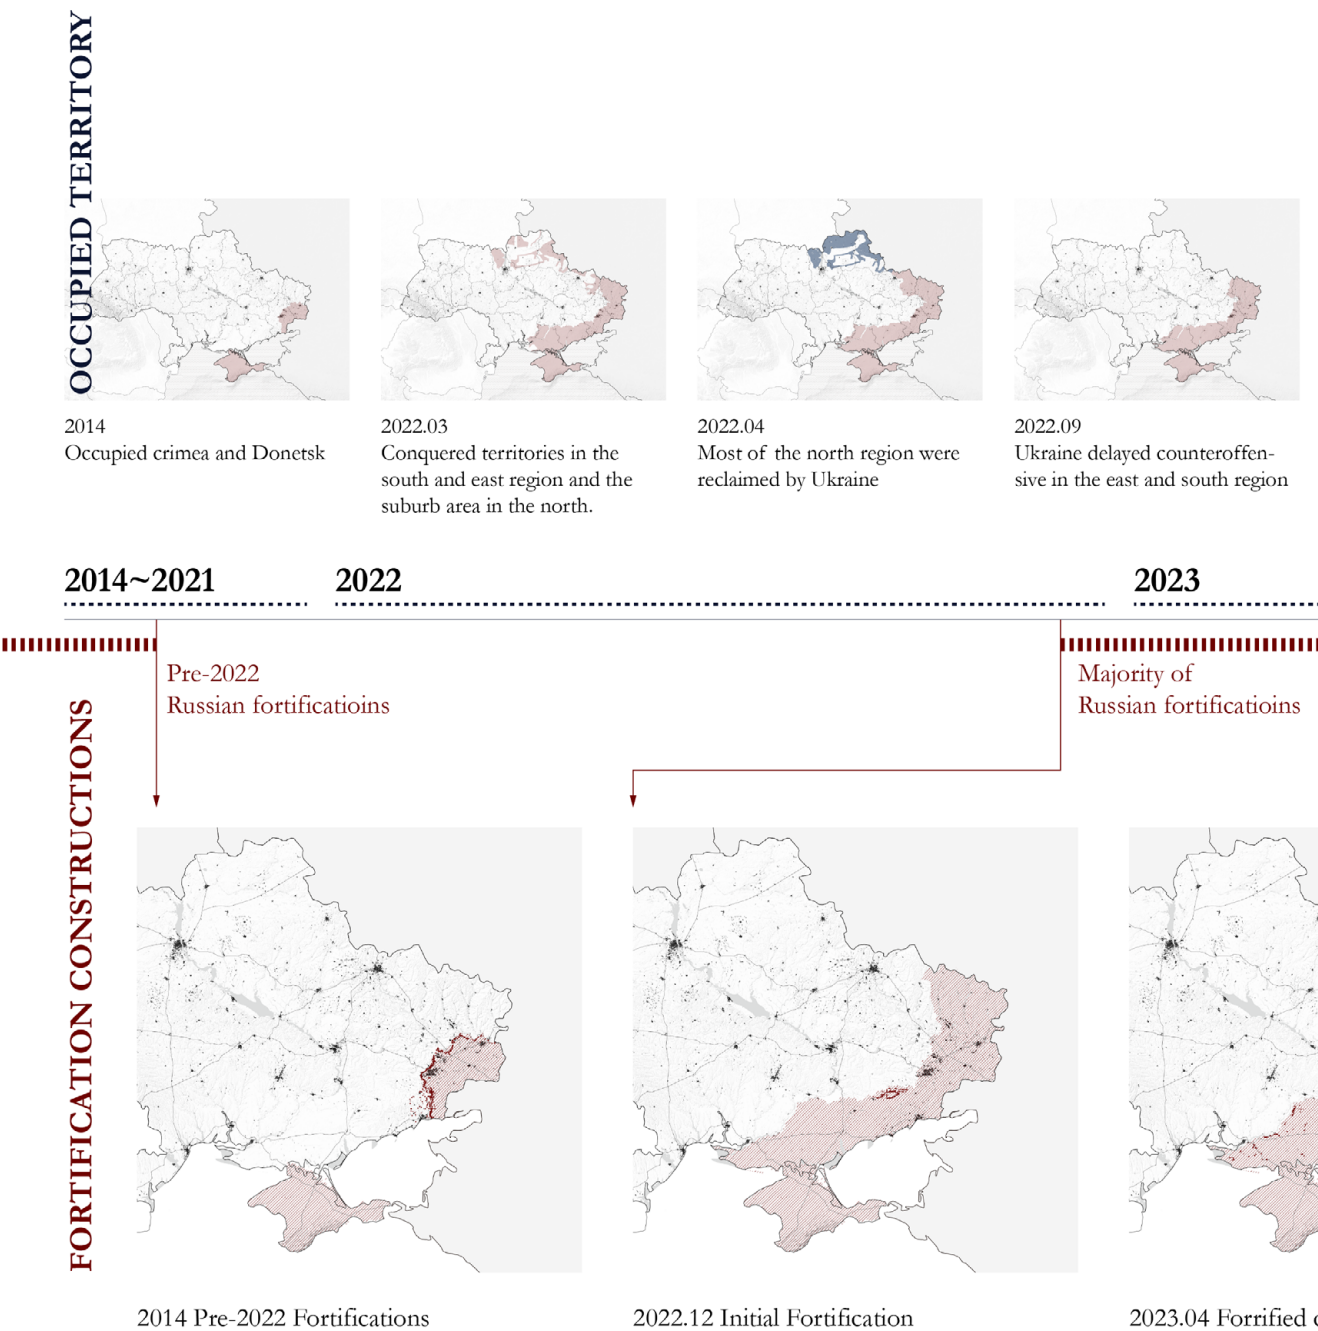 OCCUPIED TERRITORY
2014
Occupied crimea and Donetsk
2022.03
Conquered territories in the
south and east region and the
suburb area in the north.
2022.04
Most of the north region were
reclaimed by Ukraine
2022.09
Ukraine delayed counteroffen-
sive in the east and south region
2014~2021
2022
2023
Pre-2022
Russian fortificatioins
Majority of
Russian fortificatioins
FORTIFICATION CONSTRUCTIONS
2014 Pre-2022 Fortifications
2022.12 Initial Fortification
2023.04 Forrified